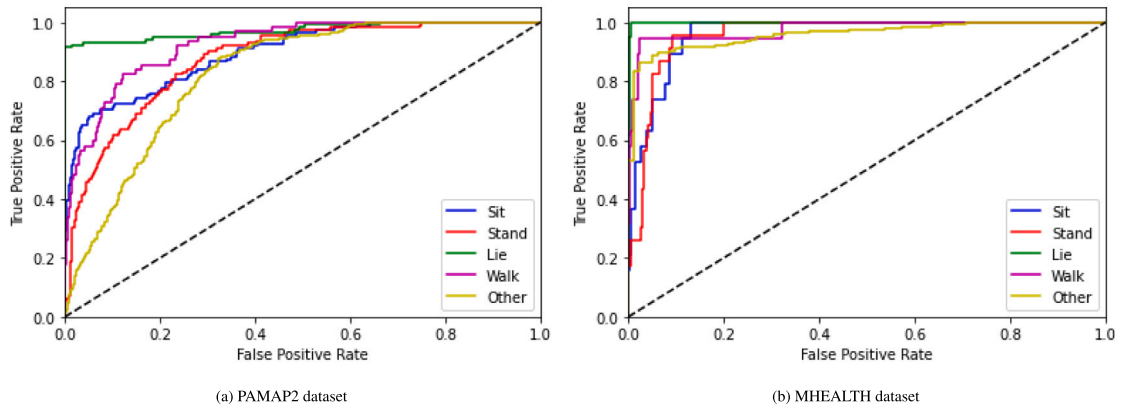 1.0
0.8
0.6
0.4
0.2
0.0
True Positive Rate
0.0 0.2 0.4 0.6 0.8 1.0
False Positive Rate
Sit
Stand
Lie
Walk
Other
(a) PAMAP2 dataset
1.0
0.8
0.6
0.4
0.2
0.0
True Positive Rate
0.0 0.2 0.4 0.6 0.8 1.0
False Positive Rate
Sit
Stand
Lie
Walk
Other
(b) MHEALTH dataset